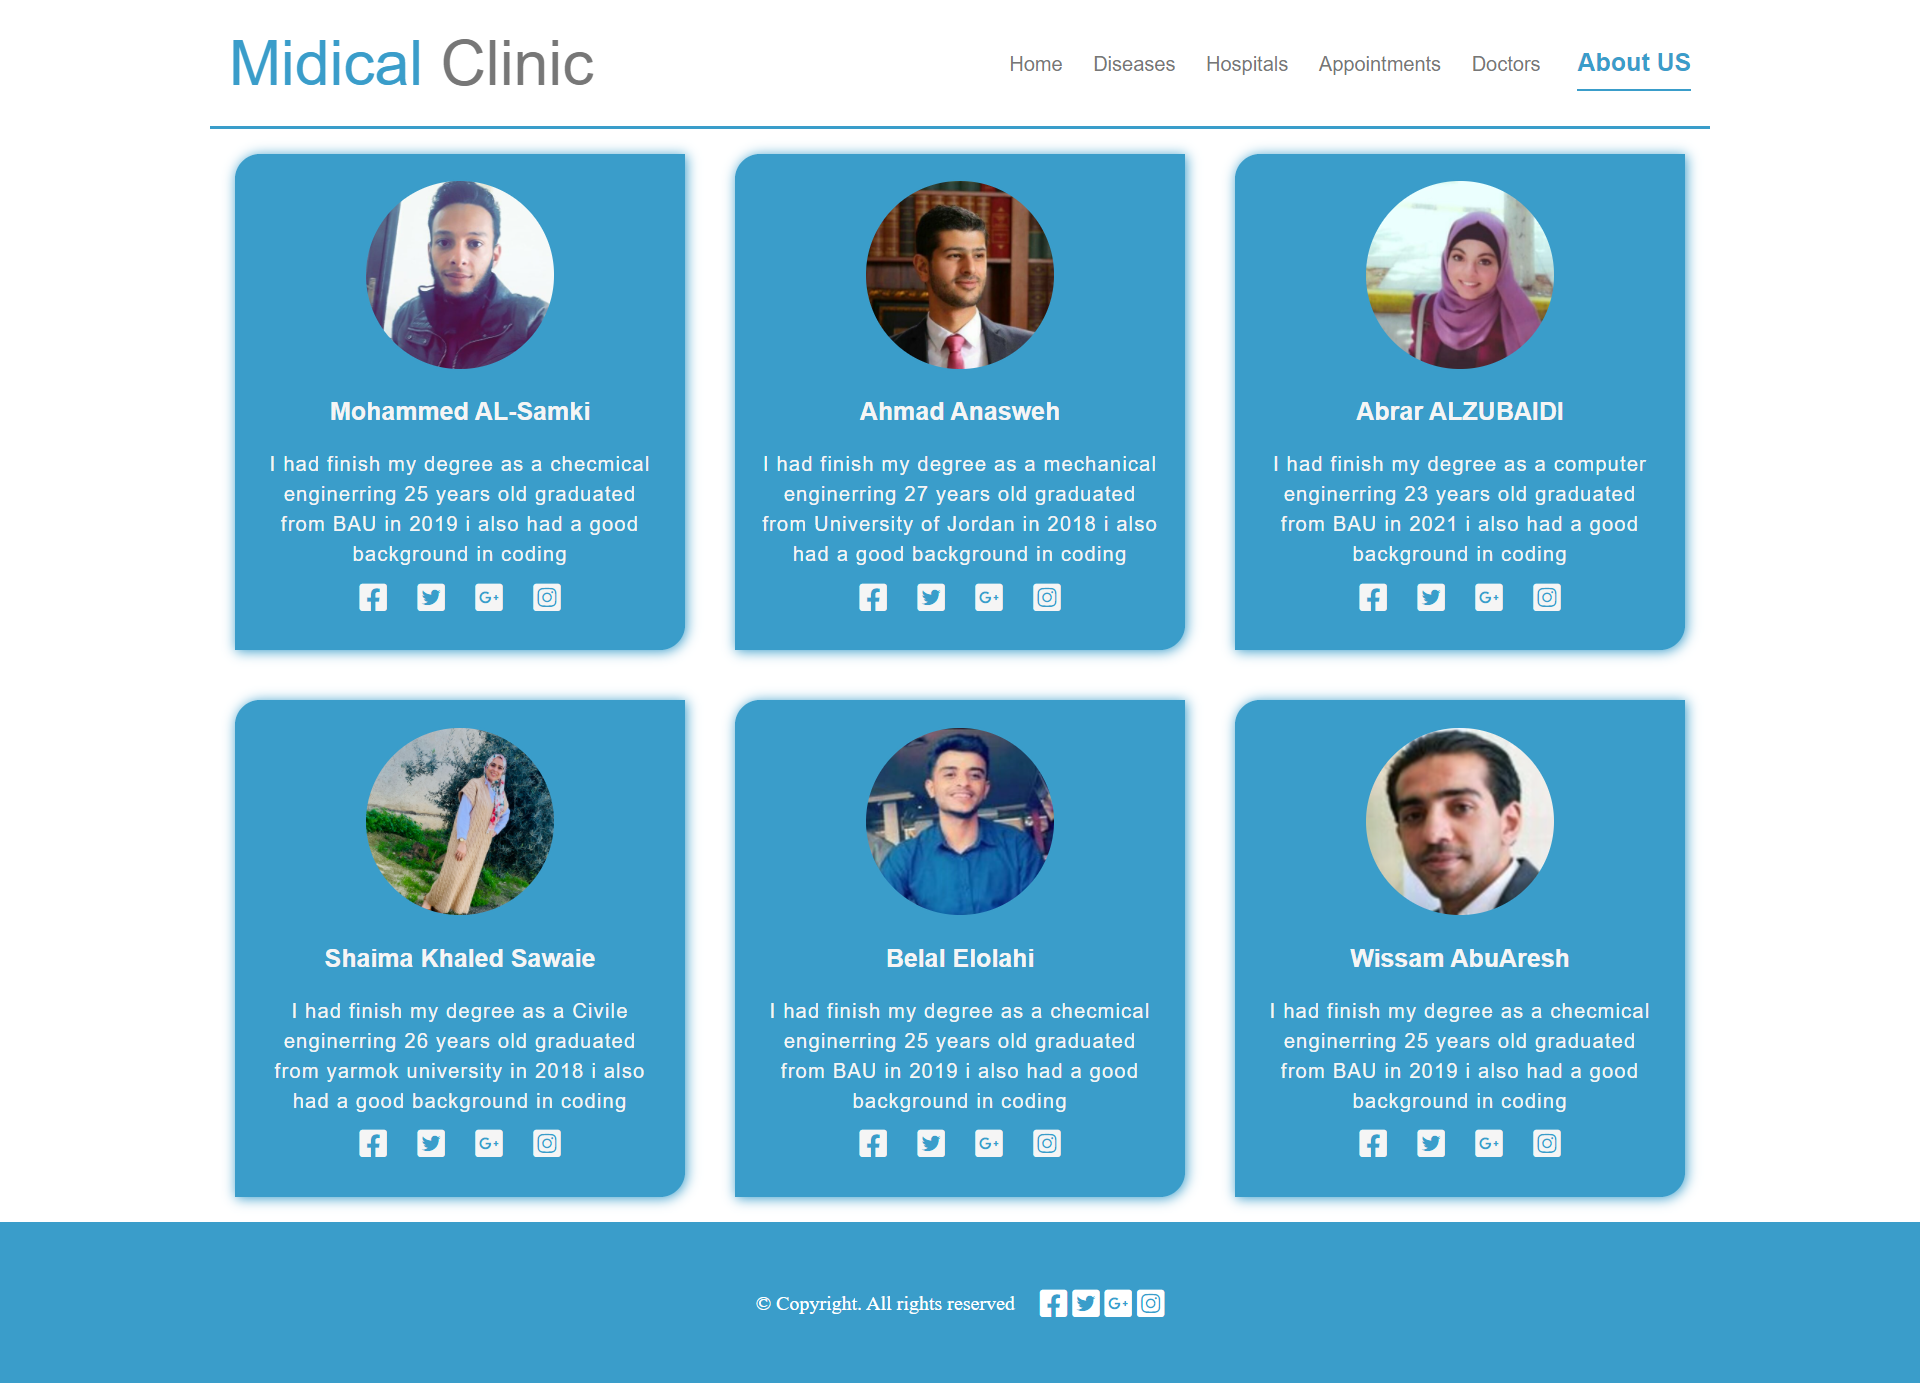 Midical Clinic
Home Diseases Hospitals Appointments Doctors About US
Mohammed AL-Samki
I had finish my degree as a checmical
enginerring 25 years old graduated
from BAU in 2019 i also had a good
background in coding
Ahmad Anasweh
I had finish my degree as a mechanical
enginerring 27 years old graduated
from University of Jordan in 2018 i also
had a good background in coding
Abrar ALZUBAIDI
I had finish my degree as a computer
enginerring 23 years old graduated
from BAU in 2021 i also had a good
background in coding
Shaima Khaled Sawaie
I had finish my degree as a Civile
enginerring 26 years old graduated
from yarmok university in 2018 i also
had a good background in coding
Belal Elolahi
I had finish my degree as a checmical
enginerring 25 years old graduated
from BAU in 2019 i also had a good
background in coding
Wissam AbuAresh
I had finish my degree as a checmical
enginerring 25 years old graduated
from BAU in 2019 i also had a good
background in coding
© Copyright. All rights reserved